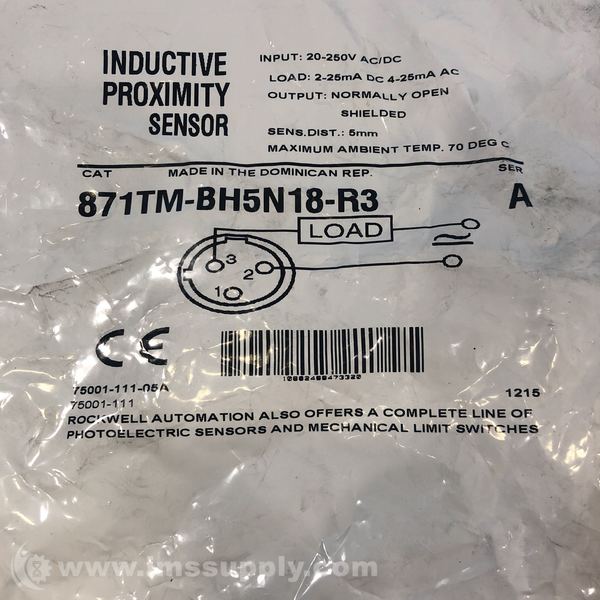 INDUCTIVE
PROXIMITY
SENSOR
INPUT: 20-250V AC/DC
LOAD: 2-25mA DC 4-25mA AC
OUTPUT: NORMALLY OPEN
SHIELDED
SENS.DIST.: 5mm
MAXIMUM AMBIENT TEMP. 70 DEG C
CAT MADE IN THE DOMINICAN REP. SER
871TM-BH5N18-R3 A
LOAD
3
2
1
CE
75001-111-05A
75001-111
1215
ROCKWELL AUTOMATION ALSO OFFERS A COMPLETE LINE OF
PHOTOELECTRIC SENSORS AND MECHANICAL LIMIT SWITCHES
www.imssupply.com